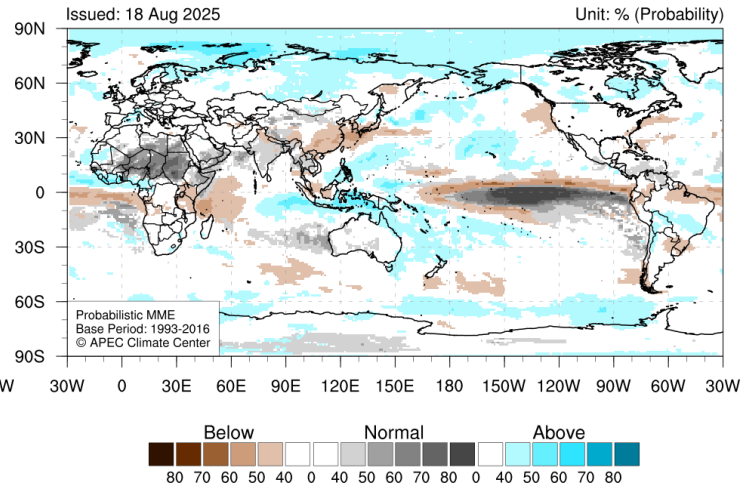 Issued: 18 Aug 2025
Unit: % (Probability)
90N
60N
30N
0
30S
60S
90S
Probabilistic MME
Base Period: 1993-2016
© APEC Climate Center
W 30W 0 30E 60E 90E 120E 150E 180 150W 120W 90W 60W 30W
Below Normal Above
80 70 60 50 40 0 40 50 60 70 80 0 40 50 60 70 80